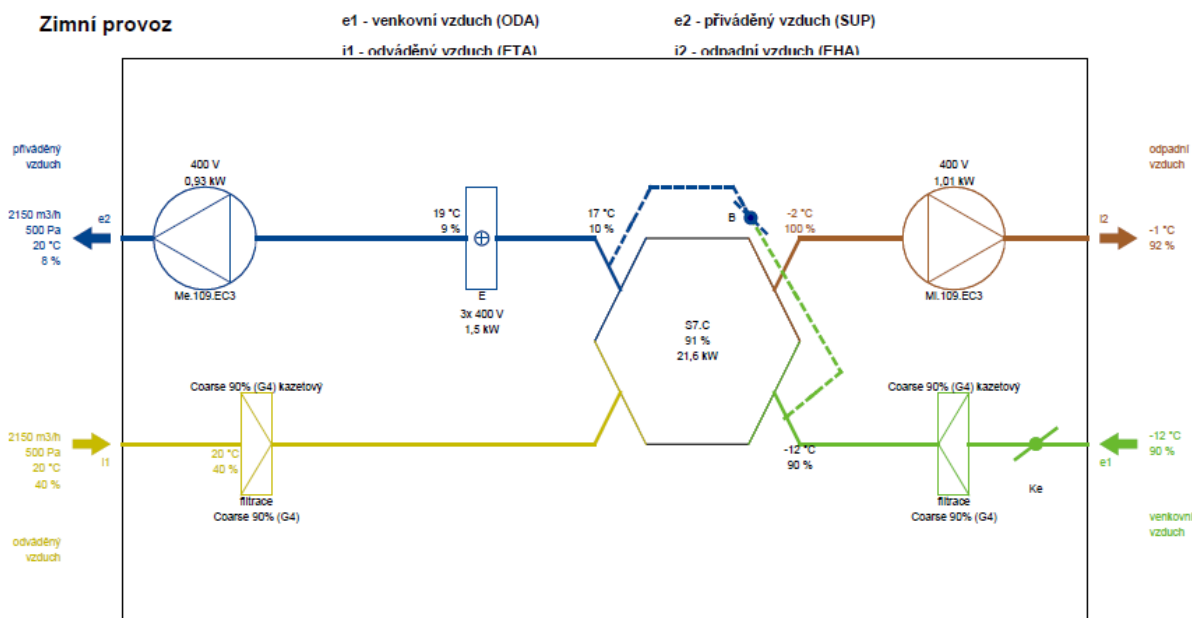 Zimní provoz
e1 - venkovní vzduch (ODA)
e2 - přiváděný vzduch (SUP)
i1 - odváděný vzduch (ETA)
i2 - odpadní vzduch (EHA)
přiváděný
vzduch
2150 m3/h
500 Pa
20 °C
8 %
e2
400 V
0,93 kW
Me.109.EC3
19 °C
9 %
E
3x 400 V
1,5 kW
17 °C
10 %
B
-2 °C
100 %
400 V
1,01 kW
Mi.109.EC3
odpadní
vzduch
i2
-1 °C
92 %
S7.C
91 %
21,6 kW
2150 m3/h
500 Pa
20 °C
40 %
i1
Coarse 90% (G4) kazetový
20 °C
40 %
filtrace
Coarse 90% (G4)
odváděný
vzduch
-12 °C
90 %
Coarse 90% (G4) kazetový
filtrace
Coarse 90% (G4)
Ke
-12 °C
90 %
e1
venkovní
vzduch